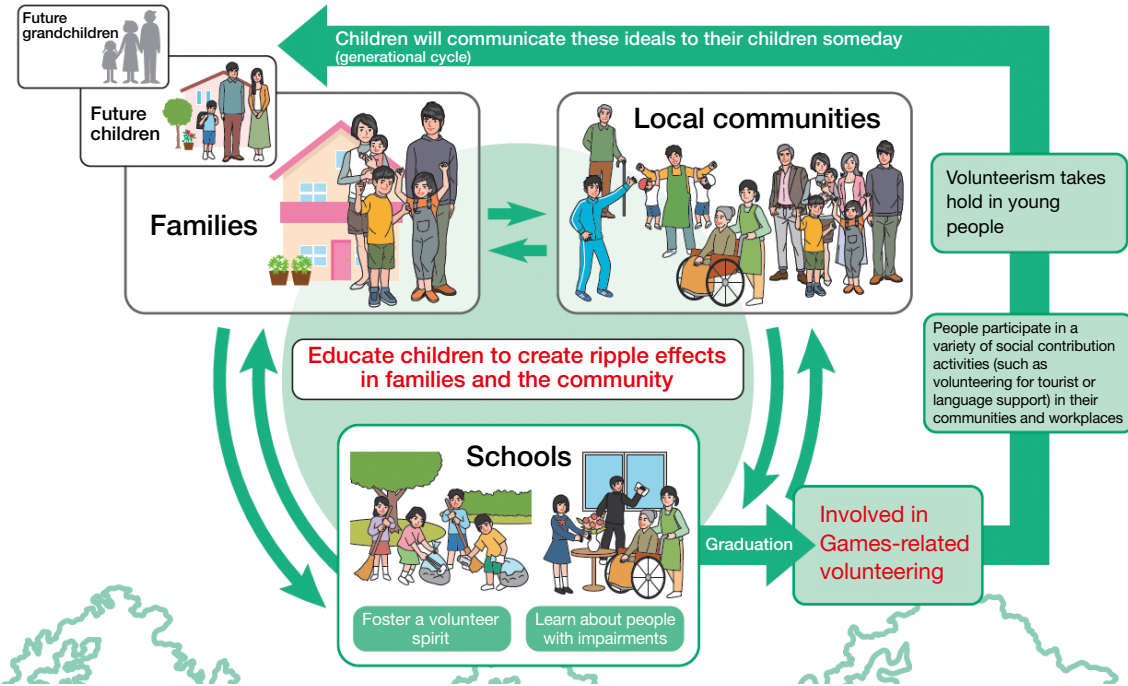 Future
grandchildren
Children will communicate these ideals to their children someday
(generational cycle)
Future
children
Families
Local communities
Volunteerism takes
hold in young
people
People participate in a
variety of social contribution
activities (such as
volunteering for tourist or
language support) in their
communities and workplaces
Educate children to create ripple effects
in families and the community
Schools
Foster a volunteer
spirit
Learn about people
with impairments
Graduation
Involved in
Games-related
volunteering